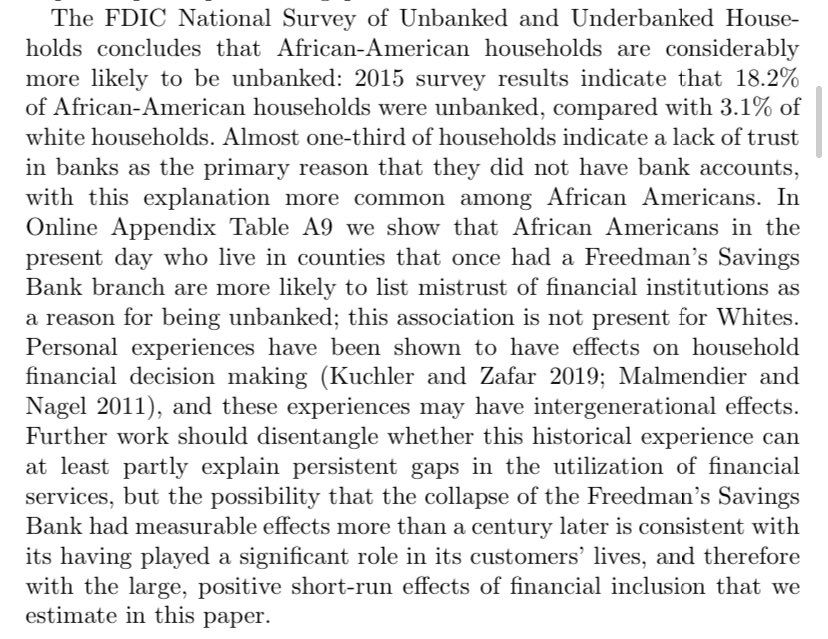 The FDIC National Survey of Unbanked and Underbanked House-
holds concludes that African-American households are considerably
more likely to be unbanked: 2015 survey results indicate that 18.2%
of African-American households were unbanked, compared with 3.1% of
white households. Almost one-third of households indicate a lack of trust
in banks as the primary reason that they did not have bank accounts,
with this explanation more common among African Americans. In
Online Appendix Table A9 we show that African Americans in the
present day who live in counties that once had a Freedman's Savings
Bank branch are more likely to list mistrust of financial institutions as
a reason for being unbanked; this association is not present for Whites.
Personal experiences have been shown to have effects on household
financial decision making (Kuchler and Zafar 2019; Malmendier and
Nagel 2011), and these experiences may have intergenerational effects.
Further work should disentangle whether this historical experience can
at least partly explain persistent gaps in the utilization of financial
services, but the possibility that the collapse of the Freedman's Savings
Bank had measurable effects more than a century later is consistent with
its having played a significant role in its customers' lives, and therefore
with the large, positive short-run effects of financial inclusion that we
estimate in this paper.